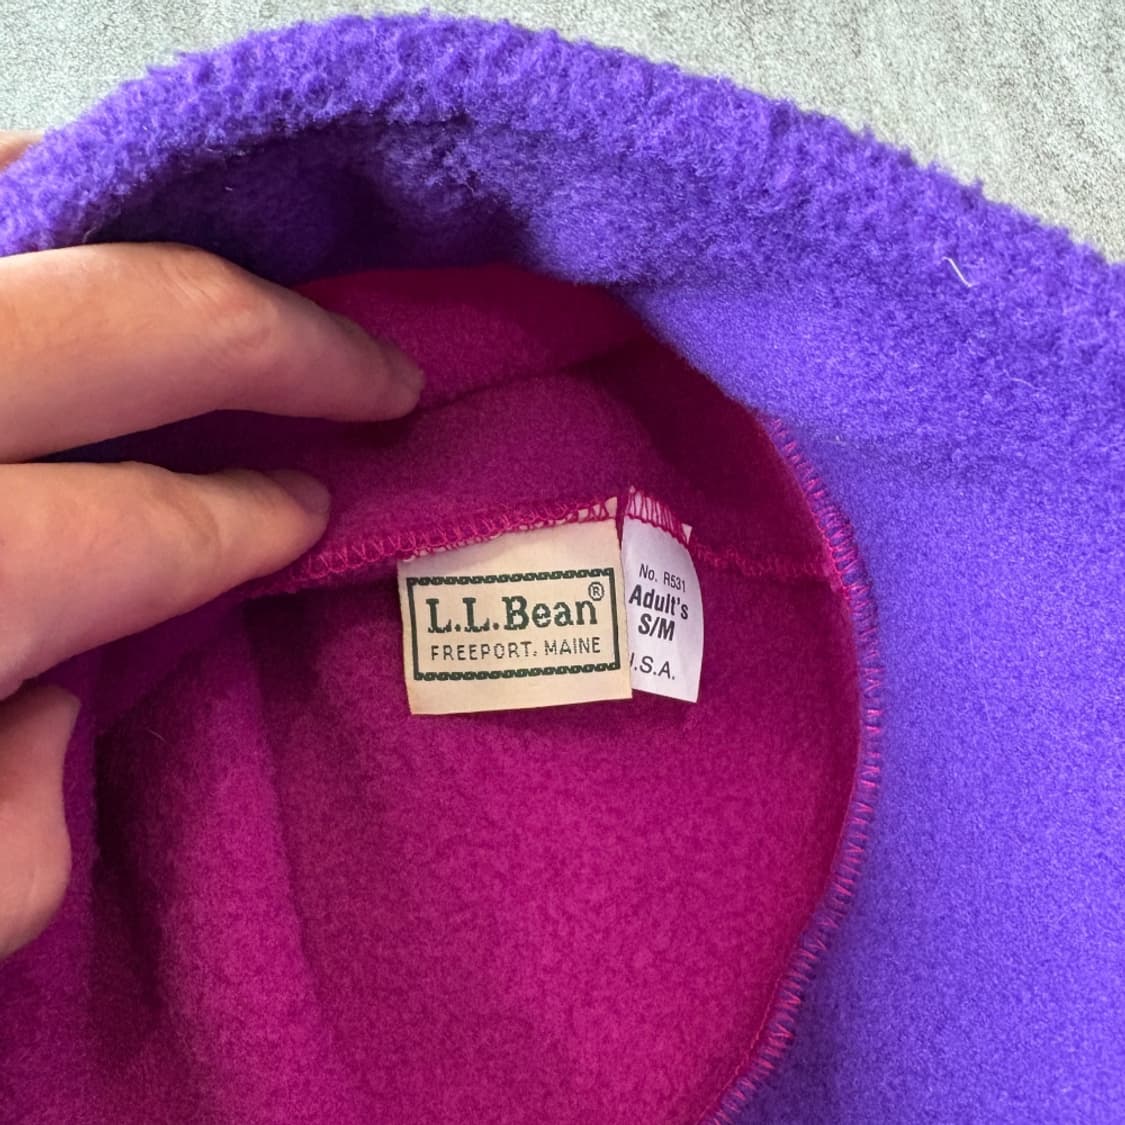 L.L.Bean®
FREEPORT, MAINE
No. R531
Adult's
S/M
.S.A.